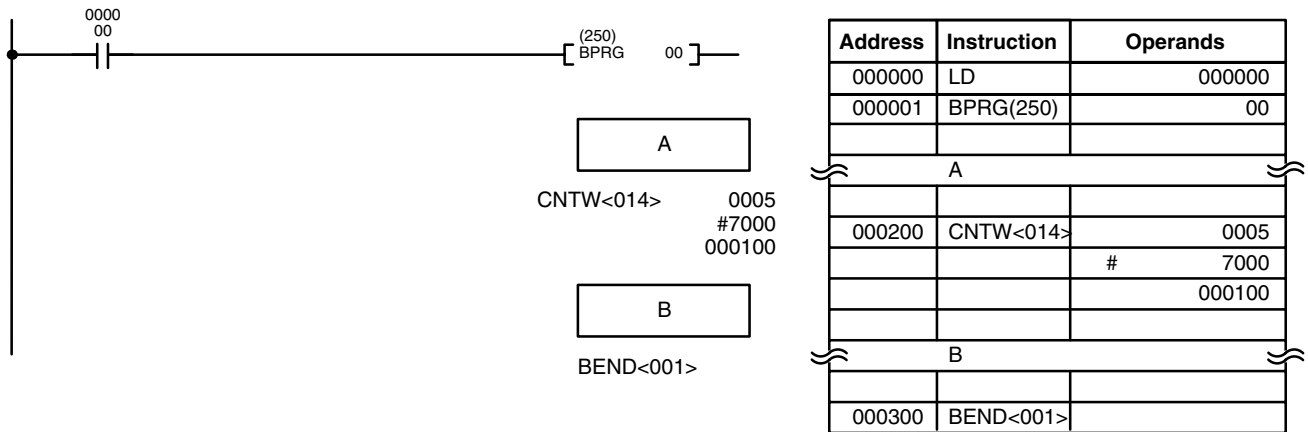 0000
00
(250)
BPRG 00
A
CNTW<014> 0005
#7000
000100
B
BEND<001>
Address Instruction Operands
000000 LD 000000
000001 BPRG(250) 00
A
000200 CNTW<014> 0005
# 7000
000100
B
000300 BEND<001>